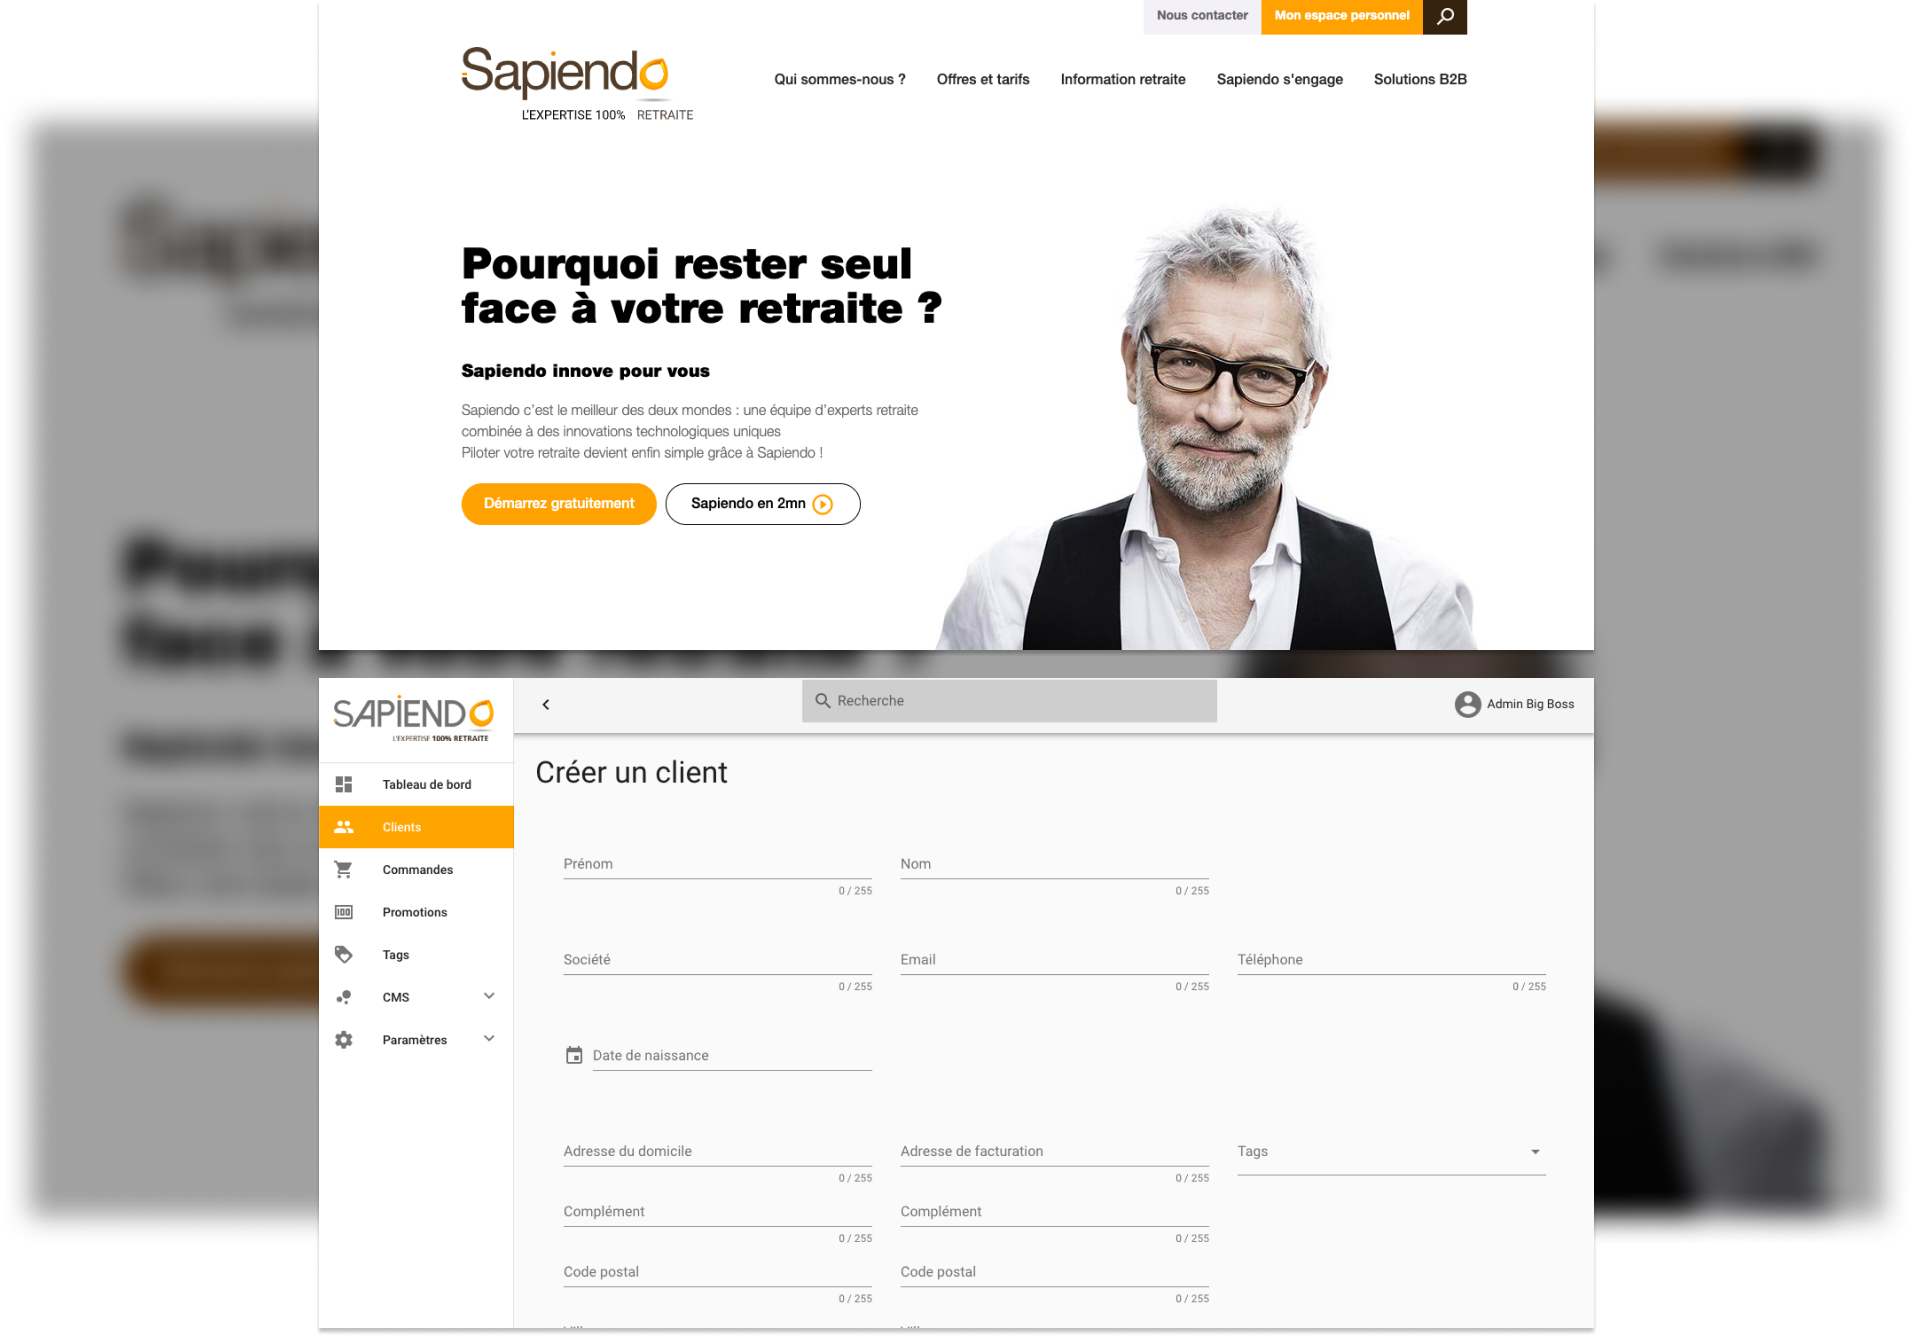 Nous contacter
Mon espace personnel
Sapiendo
L'EXPERTISE 100% RETRAITE
Qui sommes-nous ?
Offres et tarifs
Information retraite
Sapiendo s'engage
Solutions B2B
Pourquoi rester seul
face à votre retraite ?
Sapiendo innove pour vous
Sapiendo c'est le meilleur des deux mondes : une équipe d'experts retraite
combinée à des innovations technologiques uniques
Piloter votre retraite devient enfin simple grâce à Sapiendo !
Démarrez gratuitement
Sapiendo en 2mn
SAPIENDO
L'EXPERTISE 100% RETRAITE
Recherche
Admin Big Boss
Tableau de bord
Clients
Commandes
Promotions
Tags
CMS
Paramètres
Créer un client
Prénom
0 / 255
Nom
0 / 255
Société
0 / 255
Email
0 / 255
Téléphone
0 / 255
Date de naissance
Adresse du domicile
0 / 255
Adresse de facturation
0 / 255
Tags
Complément
0 / 255
Complément
0 / 255
Code postal
0 / 255
Code postal
0 / 255